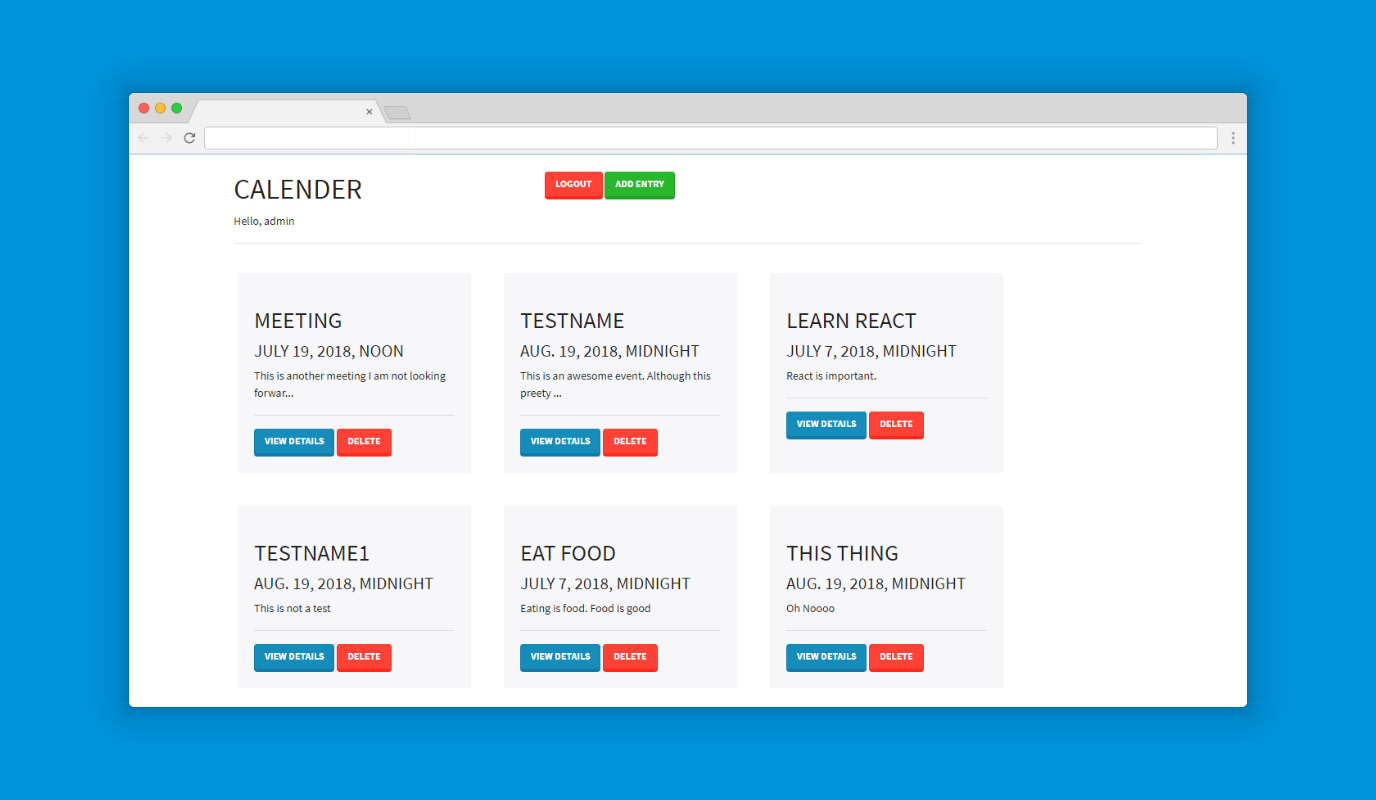 CALENDER
LOGOUT
ADD ENTRY
Hello, admin
MEETING
JULY 19, 2018, NOON
This is another meeting I am not looking
forwar...
VIEW DETAILS
DELETE
TESTNAME
AUG. 19, 2018, MIDNIGHT
This is an awesome event. Although this
preety ...
VIEW DETAILS
DELETE
LEARN REACT
JULY 7, 2018, MIDNIGHT
React is important.
VIEW DETAILS
DELETE
TESTNAME1
AUG. 19, 2018, MIDNIGHT
This is not a test
VIEW DETAILS
DELETE
EAT FOOD
JULY 7, 2018, MIDNIGHT
Eating is food. Food is good
VIEW DETAILS
DELETE
THIS THING
AUG. 19, 2018, MIDNIGHT
Oh Noooo
VIEW DETAILS
DELETE